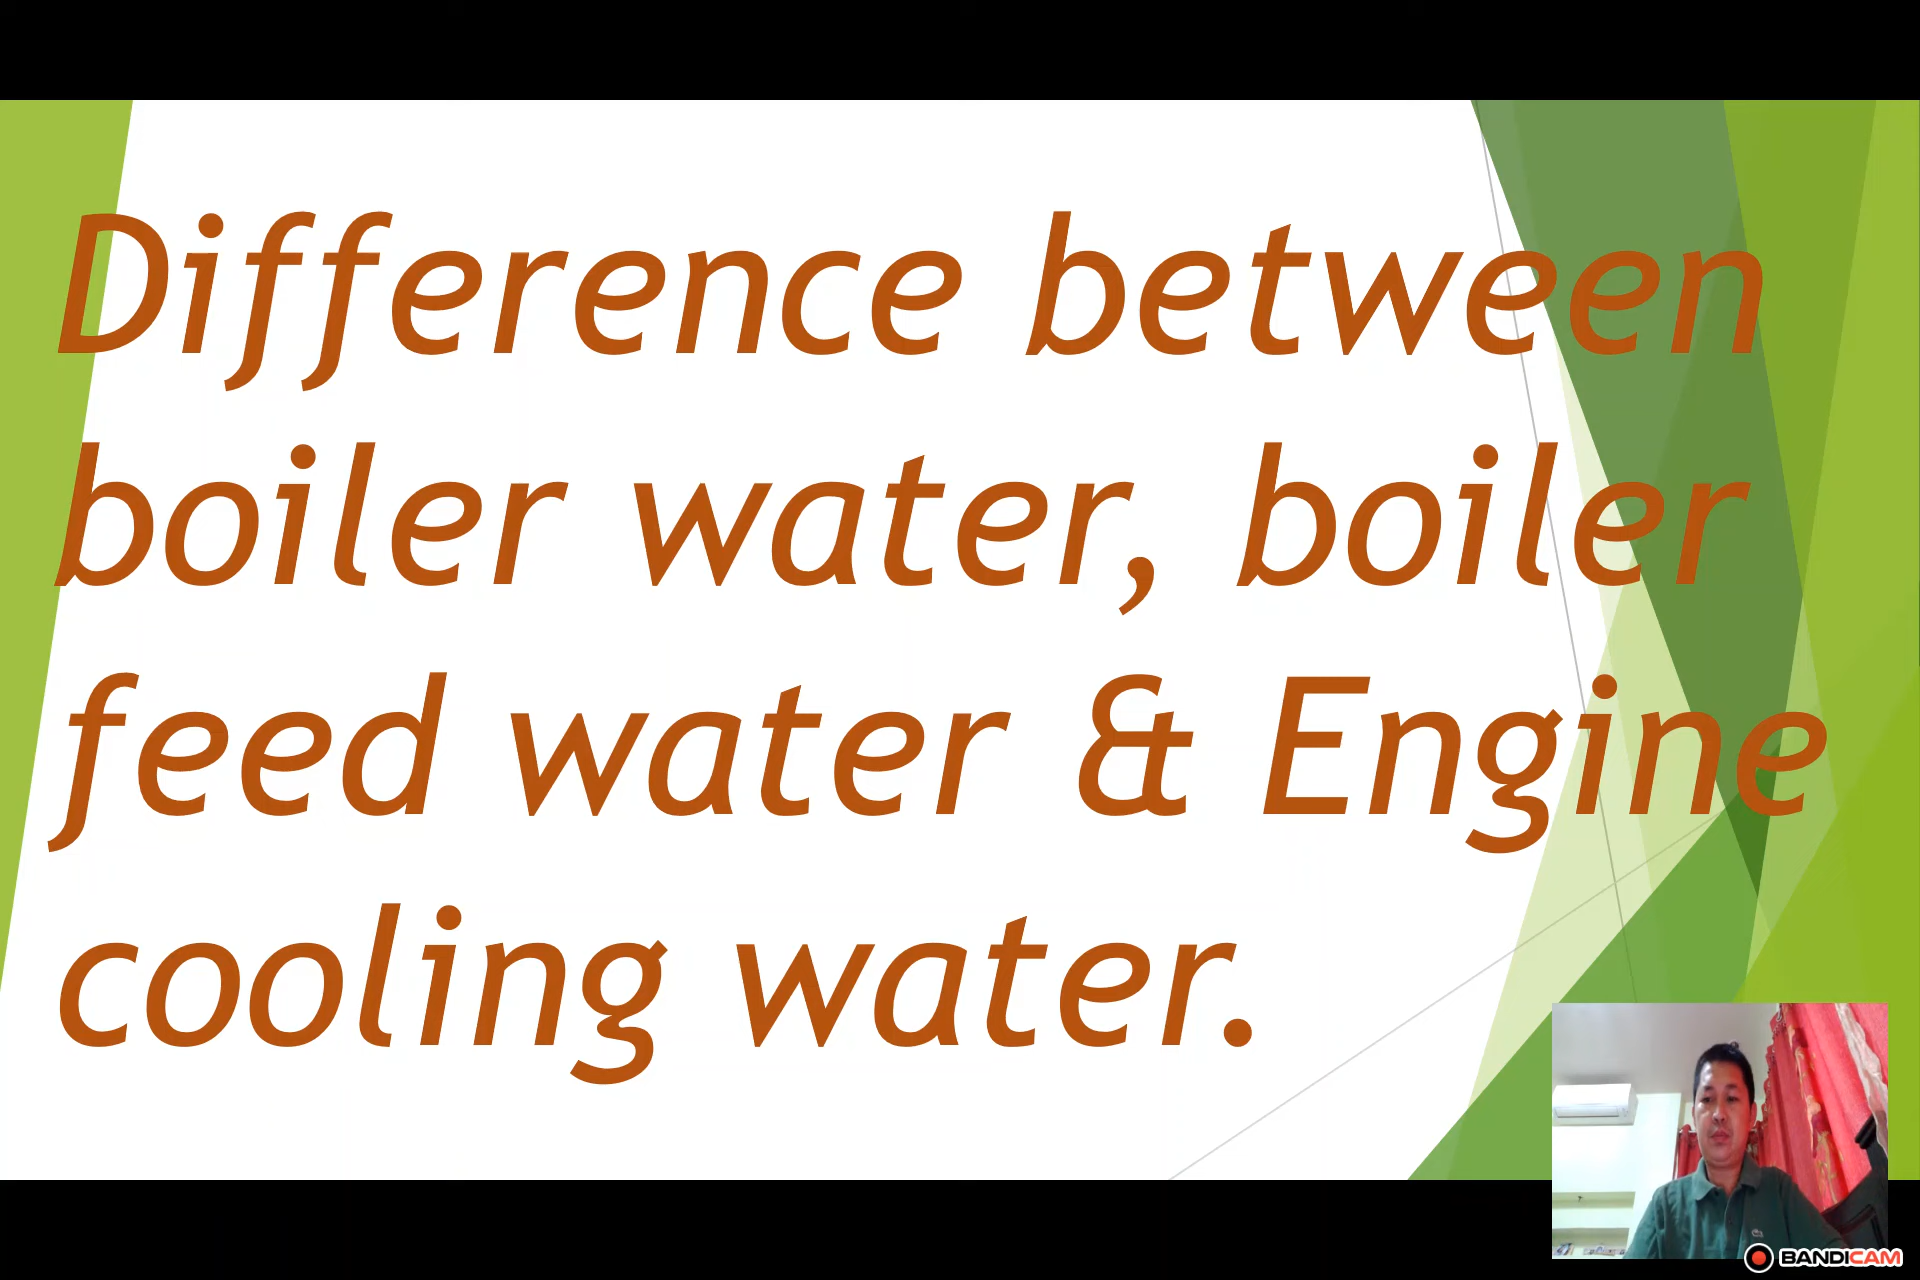 Difference between
boiler water, boiler
feed water & Engine
cooling water.
BANDICAM